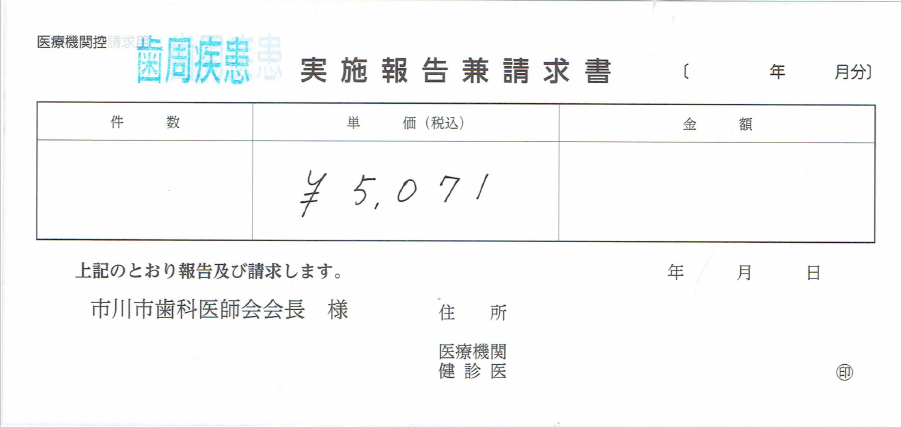 医療機関控
歯周疾患 実施報告兼請求書 〔 年 月分〕
件数 単価(税込) 金額
¥5,071
上記のとおり報告及び請求します。 年 月 日
市川市歯科医師会会長 様
住所
医療機関
健診医 ㊞